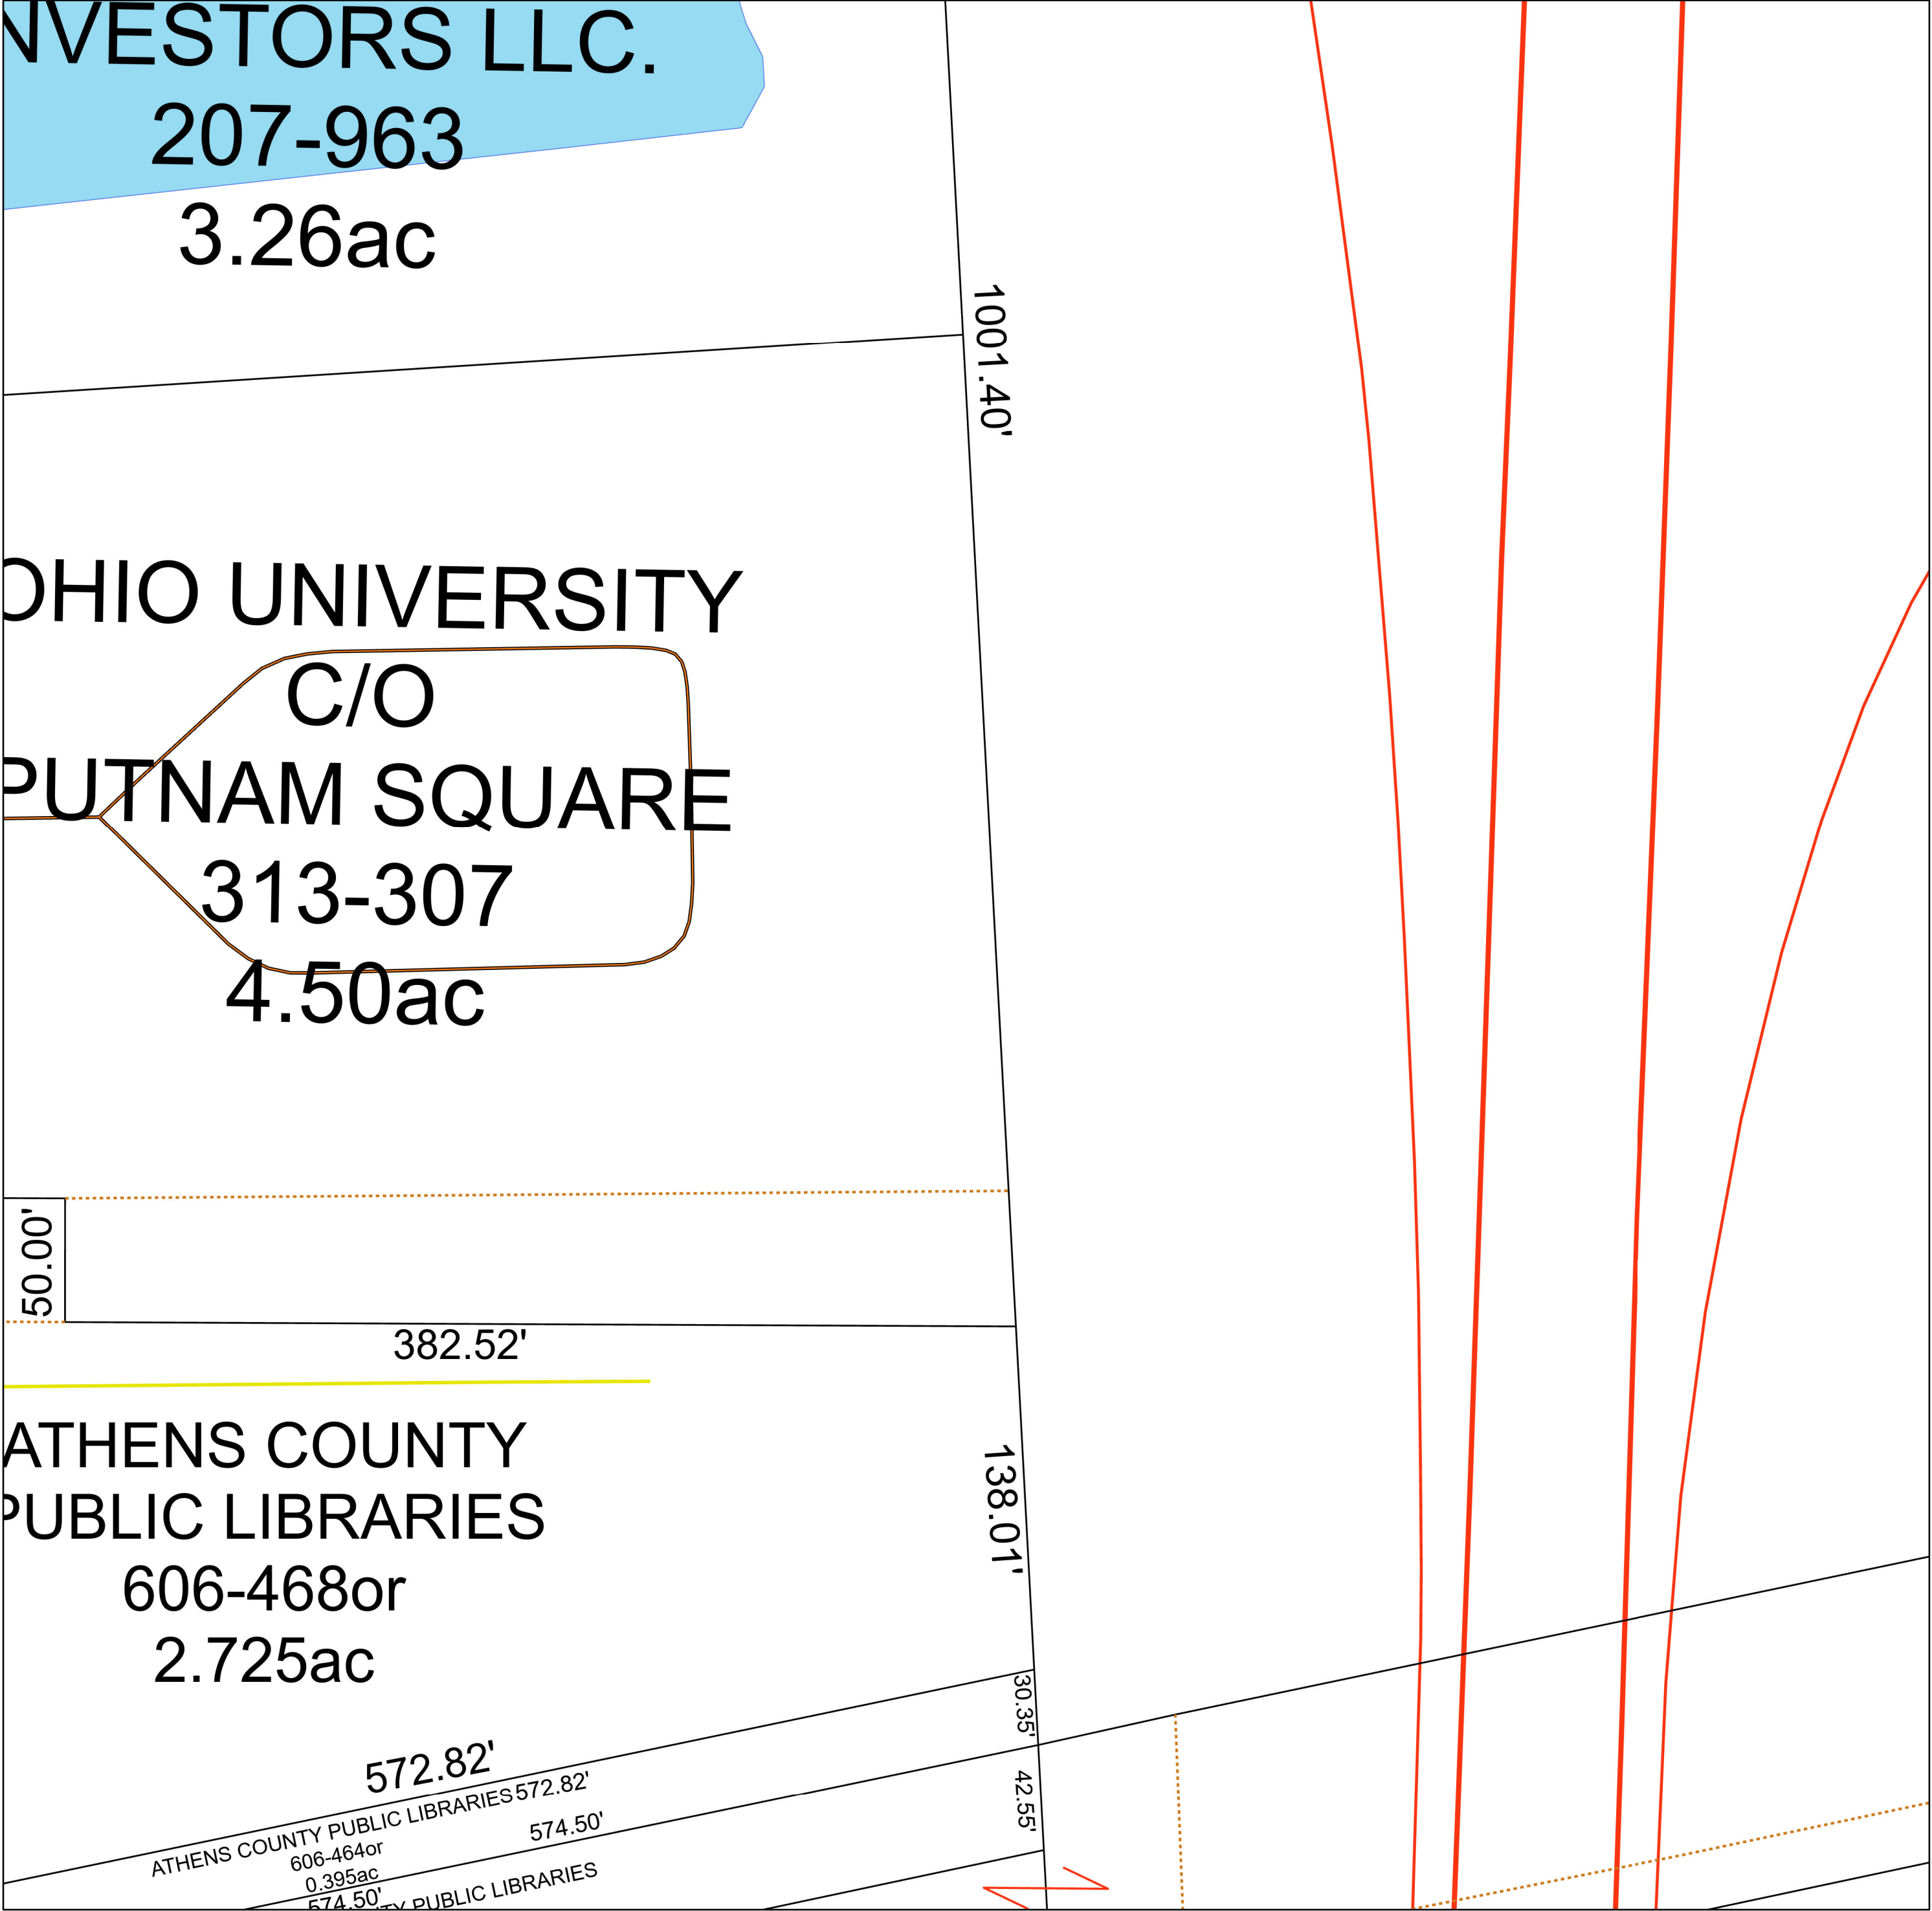 NVESTORS LLC.
207-963
3.26ac
1001.40'
OHIO UNIVERSITY
C/O
PUTNAM SQUARE
313-307
4.50ac
50.00'
382.52'
ATHENS COUNTY
PUBLIC LIBRARIES
606-468or
2.725ac
138.01'
30.35'
572.82'
ATHENS COUNTY PUBLIC LIBRARIES 572.82'
606-464or
0.395ac
574.50'
42.55'
574.50'
TY PUBLIC LIBRARIES